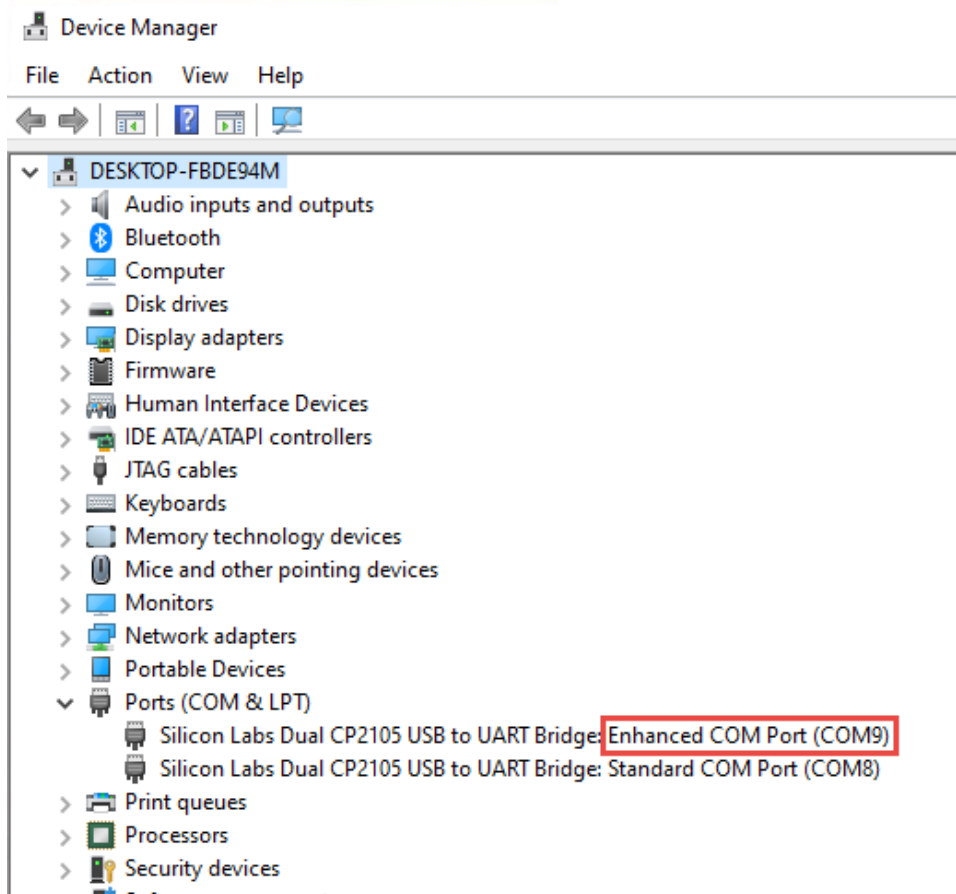 Device Manager
File Action View Help
DESKTOP-FBDE94M
Audio inputs and outputs
Bluetooth
Computer
Disk drives
Display adapters
Firmware
Human Interface Devices
IDE ATA/ATAPI controllers
JTAG cables
Keyboards
Memory technology devices
Mice and other pointing devices
Monitors
Network adapters
Portable Devices
Ports (COM & LPT)
Silicon Labs Dual CP2105 USB to UART Bridge: Enhanced COM Port (COM9)
Silicon Labs Dual CP2105 USB to UART Bridge: Standard COM Port (COM8)
Print queues
Processors
Security devices